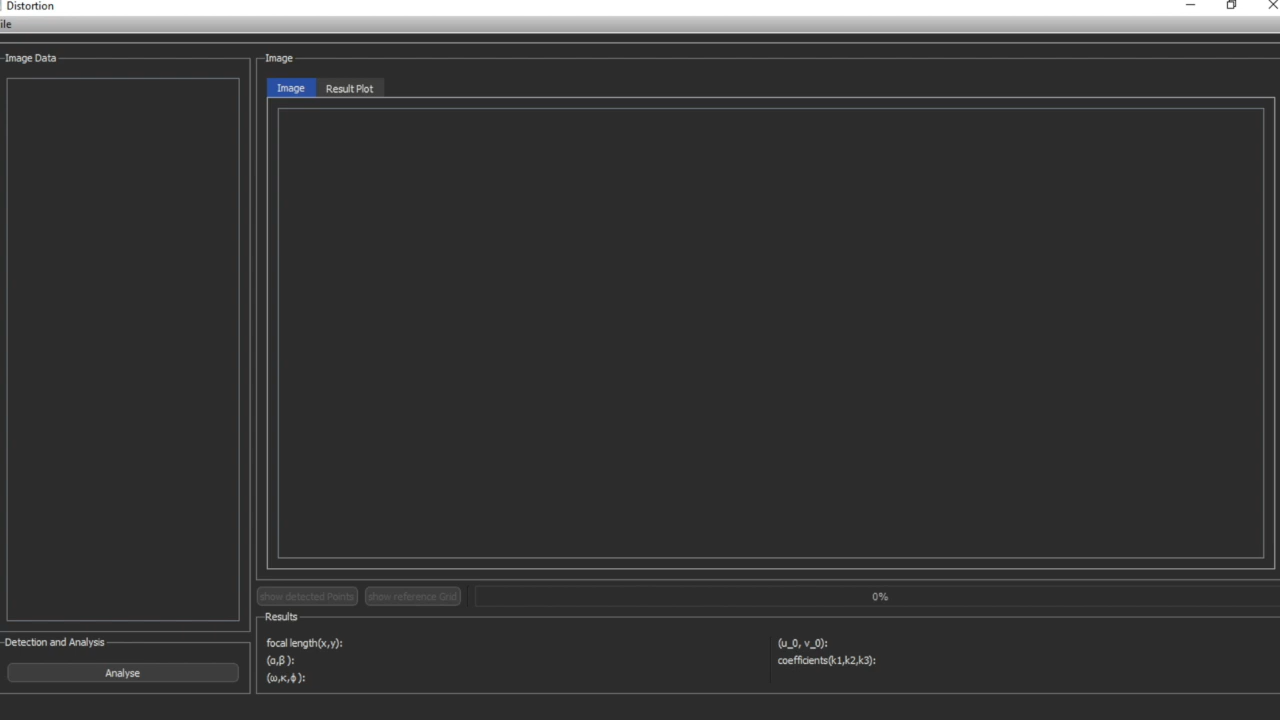 Distortion
ile
Image Data
Image
Image
Result Plot
show detected Points
show reference Grid
0%
Results
focal length(x,y):
(u_0, v_0):
(α,β ):
coefficients(k1,k2,k3):
(ω,κ,ϕ ):
Detection and Analysis
Analyse